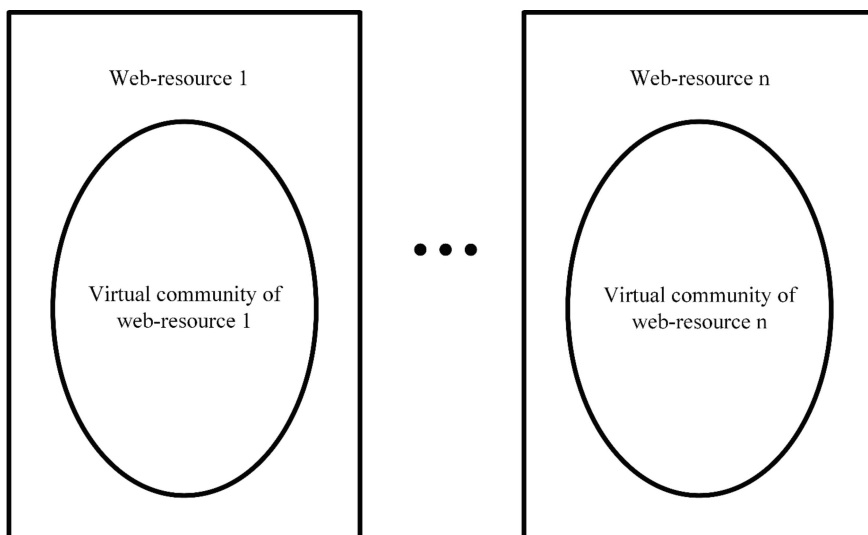 Web-resource 1
Virtual community of
web-resource 1
Web-resource n
Virtual community of
web-resource n